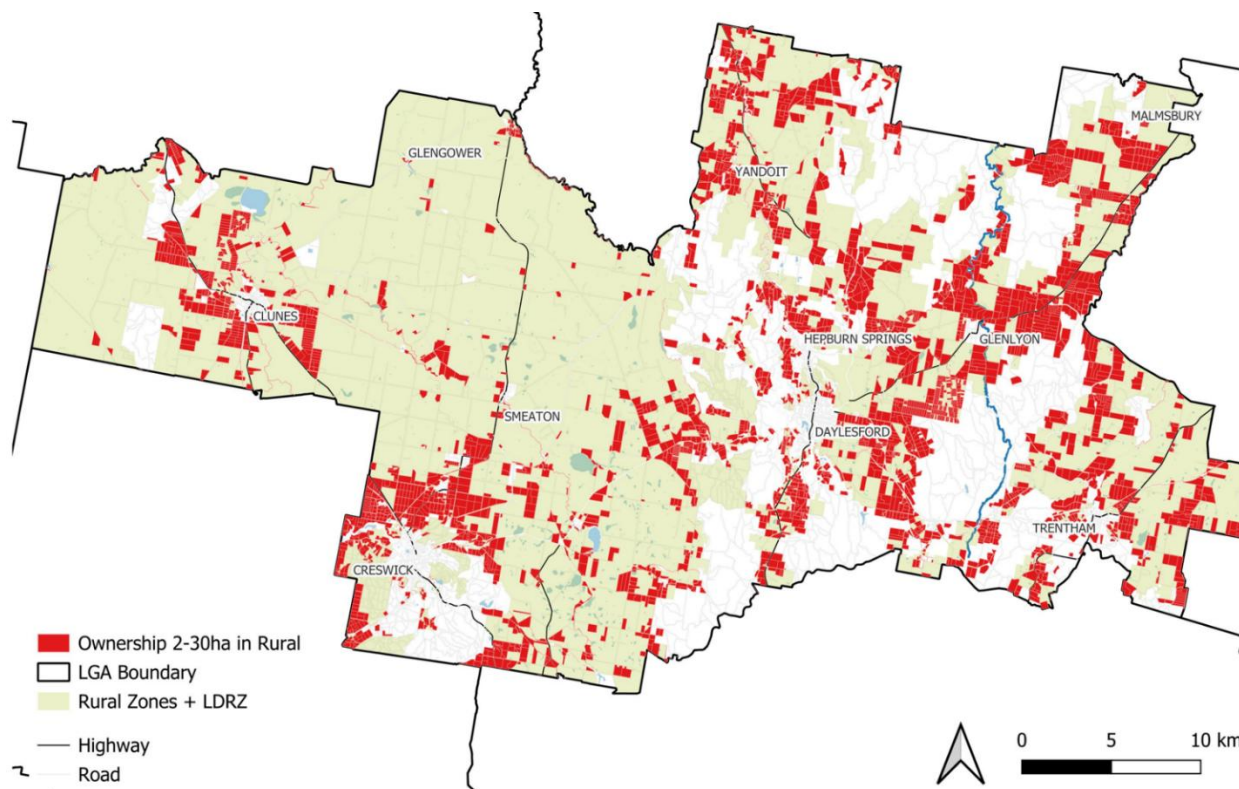 MALMSBURY
GLENGOWER
YANDOIT
CLUNES
HEPBURN SPRINGS
GLENLYON
SMEATON
DAYLESFORD
TRENTHAM
CRESWICK
Ownership 2-30ha in Rural
LGA Boundary
Rural Zones + LDRZ
Highway
Road
0 5 10 km